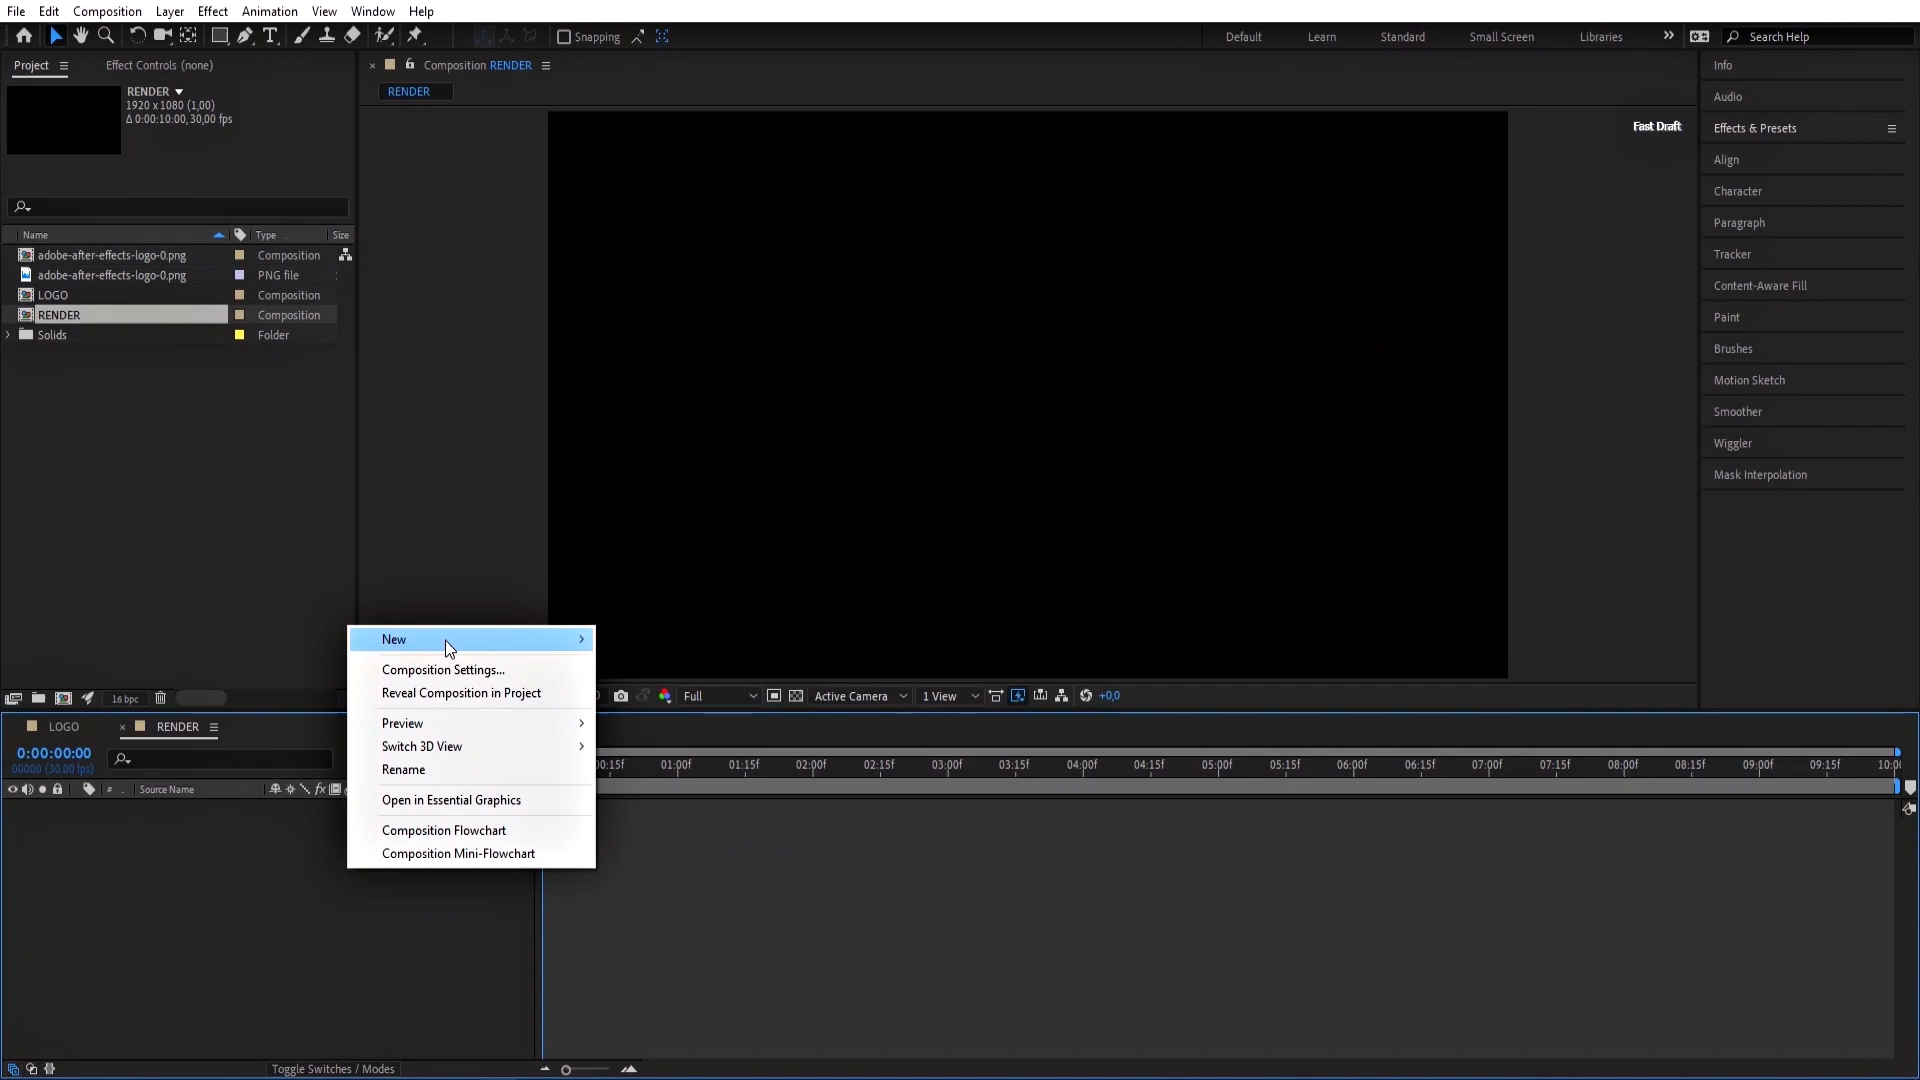 File Edit Composition Layer Effect Animation View Window Help
Snapping
Default Learn Standard Small Screen Libraries
Search Help
Project Effect Controls (none)
RENDER
1920 x 1080 (1,00)
Δ 0:00:10:00, 30,00 fps
Name Type Size
adobe-after-effects-logo-0.png Composition
adobe-after-effects-logo-0.png PNG file
LOGO Composition
RENDER Composition
Solids Folder
16 bpc
Composition RENDER
RENDER
Fast Draft
Info
Audio
Effects & Presets
Align
Character
Paragraph
Tracker
Content-Aware Fill
Paint
Brushes
Motion Sketch
Smoother
Wiggler
Mask Interpolation
New
Composition Settings...
Reveal Composition in Project
Preview
Switch 3D View
Rename
Open in Essential Graphics
Composition Flowchart
Composition Mini-Flowchart
Full Active Camera 1 View +0,0
LOGO RENDER
0:00:00:00
00000 (30.00 fps)
# Source Name fx
00:15f 01:00f 01:15f 02:00f 02:15f 03:00f 03:15f 04:00f 04:15f 05:00f 05:15f 06:00f 06:15f 07:00f 07:15f 08:00f 08:15f 09:00f 09:15f 10:00
Toggle Switches / Modes